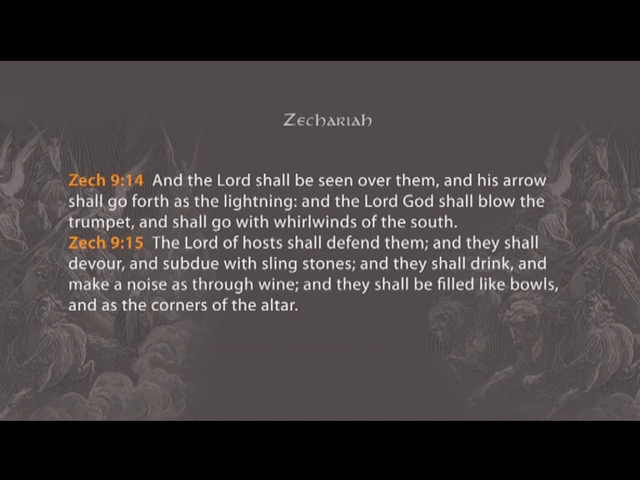 Zechariah
Zech 9:14 And the Lord shall be seen over them, and his arrow
shall go forth as the lightning: and the Lord God shall blow the
trumpet, and shall go with whirlwinds of the south.
Zech 9:15 The Lord of hosts shall defend them; and they shall
devour, and subdue with sling stones; and they shall drink, and
make a noise as through wine; and they shall be filled like bowls,
and as the corners of the altar.